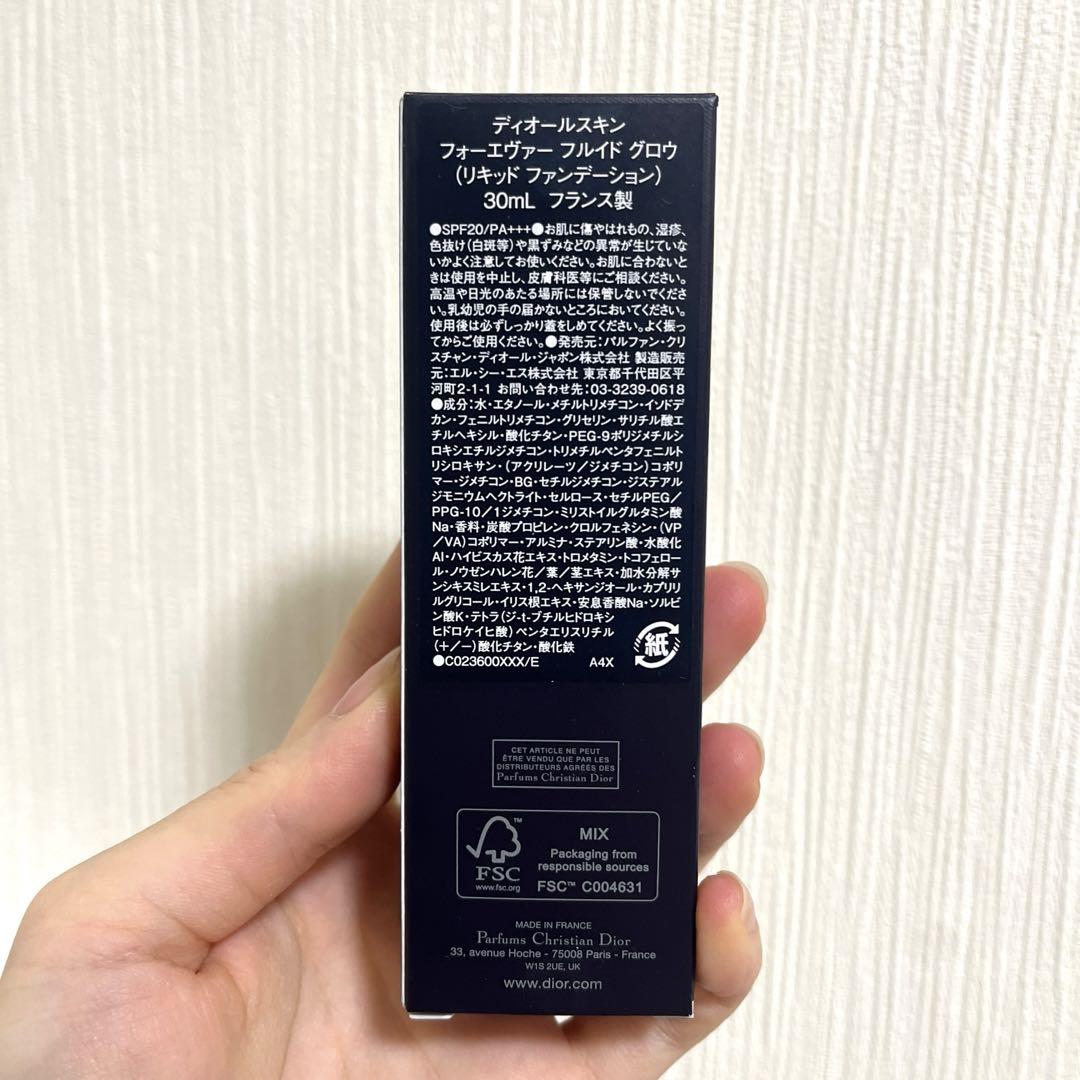 ディオールスキン
フォーエヴァー フルイド グロウ
(リキッド ファンデーション)
30mL フランス製
●SPF20/PA+++●お肌に傷やはれもの、湿疹、
色抜け(白斑等)や黒ずみなどの異常が生じていな
いかよく注意してお使いください。お肌に合わないと
きは使用を中止し、皮膚科医等にご相談ください。
高温や日光のあたる場所には保管しないでくださ
い。乳幼児の手の届かないところにおいてください。
使用後は必ずしっかり蓋をしめてください。よく振っ
てからご使用ください。●発売元:パルファン・クリ
スチャン・ディオール・ジャポン株式会社 製造販売
元:エル・シー・エス株式会社 東京都千代田区平
河町2-1-1 お問い合わせ先:03-3239-0618
●成分:水・エタノール・メチルトリメチコン・イソドデ
カン・フェニルトリメチコン・グリセリン・サリチル酸エ
チルヘキシル・酸化チタン・PEG-9ポリジメチルシ
ロキシエチルジメチコン・トリメチルペンタフェニルト
リシロキサン・(アクリレーツ/ジメチコン)コポリ
マー・ジメチコン・BG・セチルジメチコン・ジステアル
ジモニウムヘクトライト・セルロース・セチルPEG/
PPG-10/1ジメチコン・ミリストイルグルタミン酸
Na・香料・炭酸プロピレン・クロルフェネシン・(VP
/VA)コポリマー・アルミナ・ステアリン酸・水酸化
Al・ハイビスカス花エキス・トロメタミン・トコフェロー
ル・ノウゼンハレン花/葉/茎エキス・加水分解サ
ンシキスミレエキス・1,2-ヘキサンジオール・カプリリ
ルグリコール・イリス根エキス・安息香酸Na・ソルビ
ン酸K・テトラ(ジ-t-ブチルヒドロキシ
ヒドロケイヒ酸)ペンタエリスリチル
(+/-)酸化チタン・酸化鉄
紙
●C023600XXX/E A4X
CET ARTICLE NE PEUT
ÊTRE VENDU QUE PAR LES
DISTRIBUTEURS AGRÉÉS DES
Parfums Christian Dior
FSC
www.fsc.org
MIX
Packaging from
responsible sources
FSC™ C004631
MADE IN FRANCE
Parfums Christian Dior
33, avenue Hoche - 75008 Paris - France
W1S 2UE, UK
www.dior.com